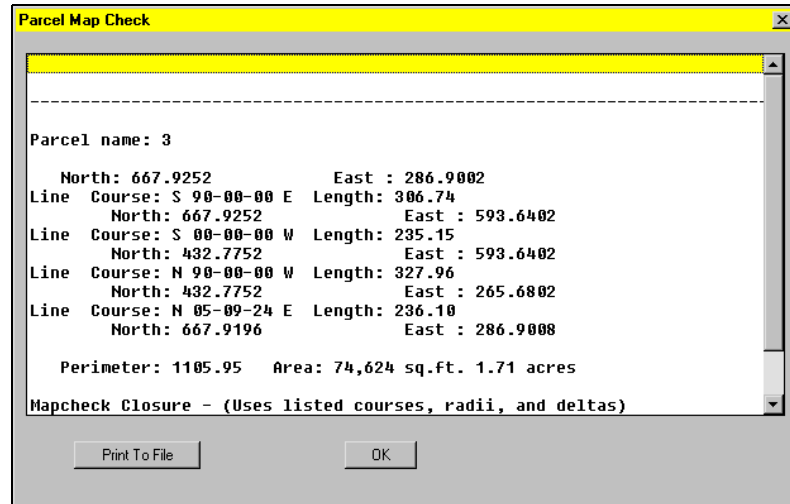 Parcel Map Check
--------------------------------------------------------------------------
Parcel name: 3
North: 667.9252 East : 286.9002
Line Course: S 90-00-00 E Length: 306.74
North: 667.9252 East : 593.6402
Line Course: S 00-00-00 W Length: 235.15
North: 432.7752 East : 593.6402
Line Course: N 90-00-00 W Length: 327.96
North: 432.7752 East : 265.6802
Line Course: N 05-09-24 E Length: 236.10
North: 667.9196 East : 286.9008
Perimeter: 1105.95 Area: 74,624 sq.ft. 1.71 acres
Mapcheck Closure - (Uses listed courses, radii, and deltas)
Print To File OK